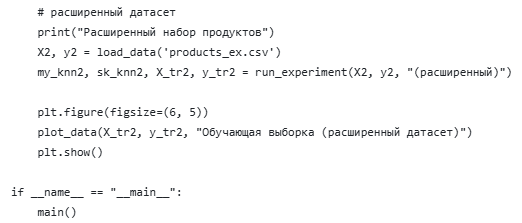 # расширенный датасет
print("Расширенный набор продуктов")
X2, y2 = load_data('products_ex.csv')
my_knn2, sk_knn2, X_tr2, y_tr2 = run_experiment(X2, y2, "(расширенный)")
plt.figure(figsize=(6, 5))
plot_data(X_tr2, y_tr2, "Обучающая выборка (расширенный датасет)")
plt.show()
if __name__ == "__main__":
main()